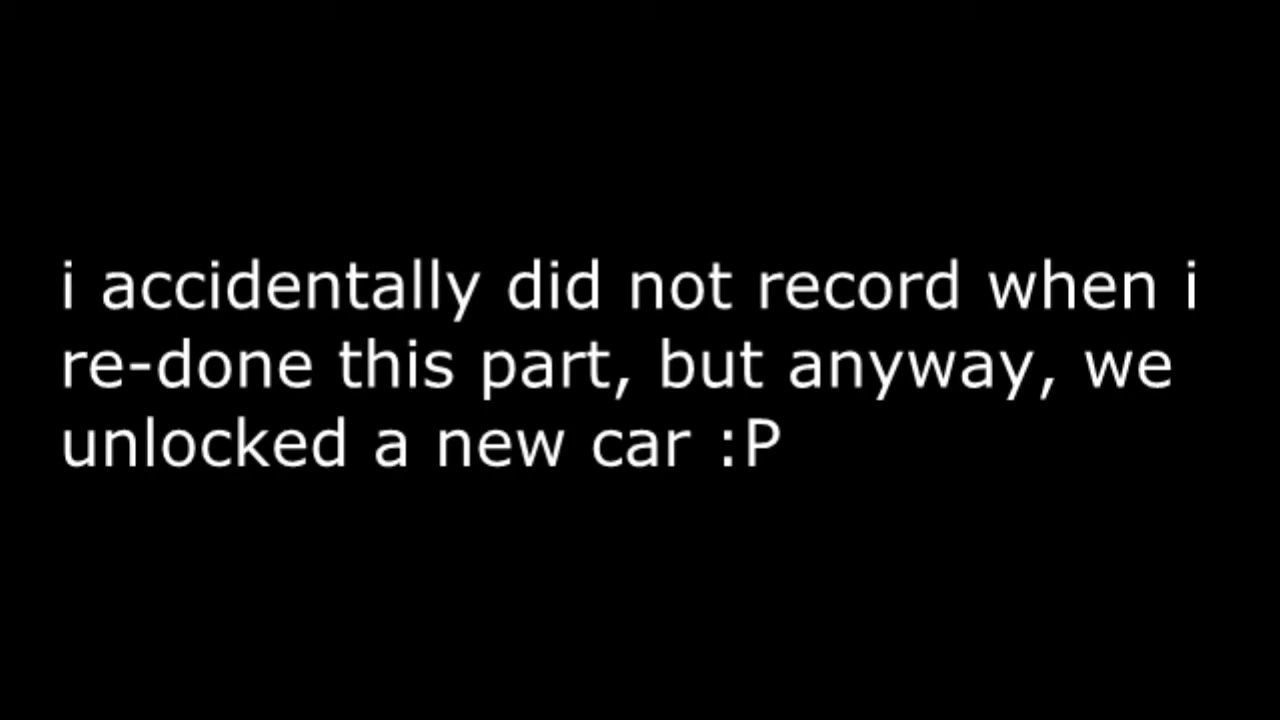 i accidentally did not record when i
re-done this part, but anyway, we
unlocked a new car :P